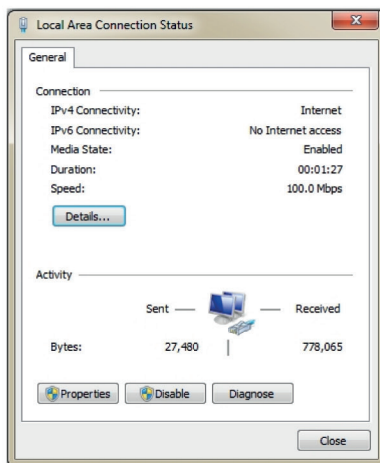 Local Area Connection Status
General
Connection
IPv4 Connectivity: Internet
IPv6 Connectivity: No Internet access
Media State: Enabled
Duration: 00:01:27
Speed: 100.0 Mbps
Details...
Activity
Sent Received
Bytes: 27,480 778,065
Properties Disable Diagnose
Close